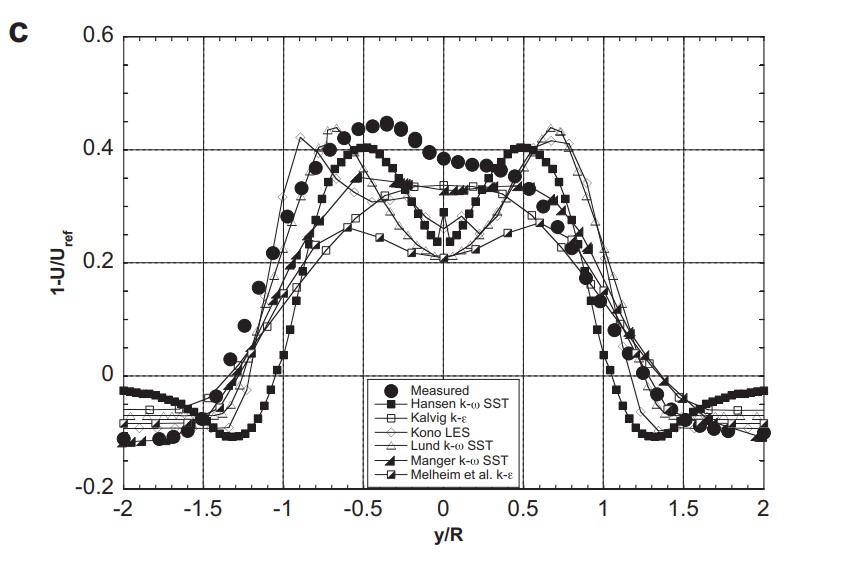 c
0.6
0.4
0.2
0
-0.2
1-U/Uref
Measured
Hansen k-ω SST
Kalvig k-ε
Kono LES
Lund k-ω SST
Manger k-ω SST
Melheim et al. k-ε
-2 -1.5 -1 -0.5 0 0.5 1 1.5 2
y/R